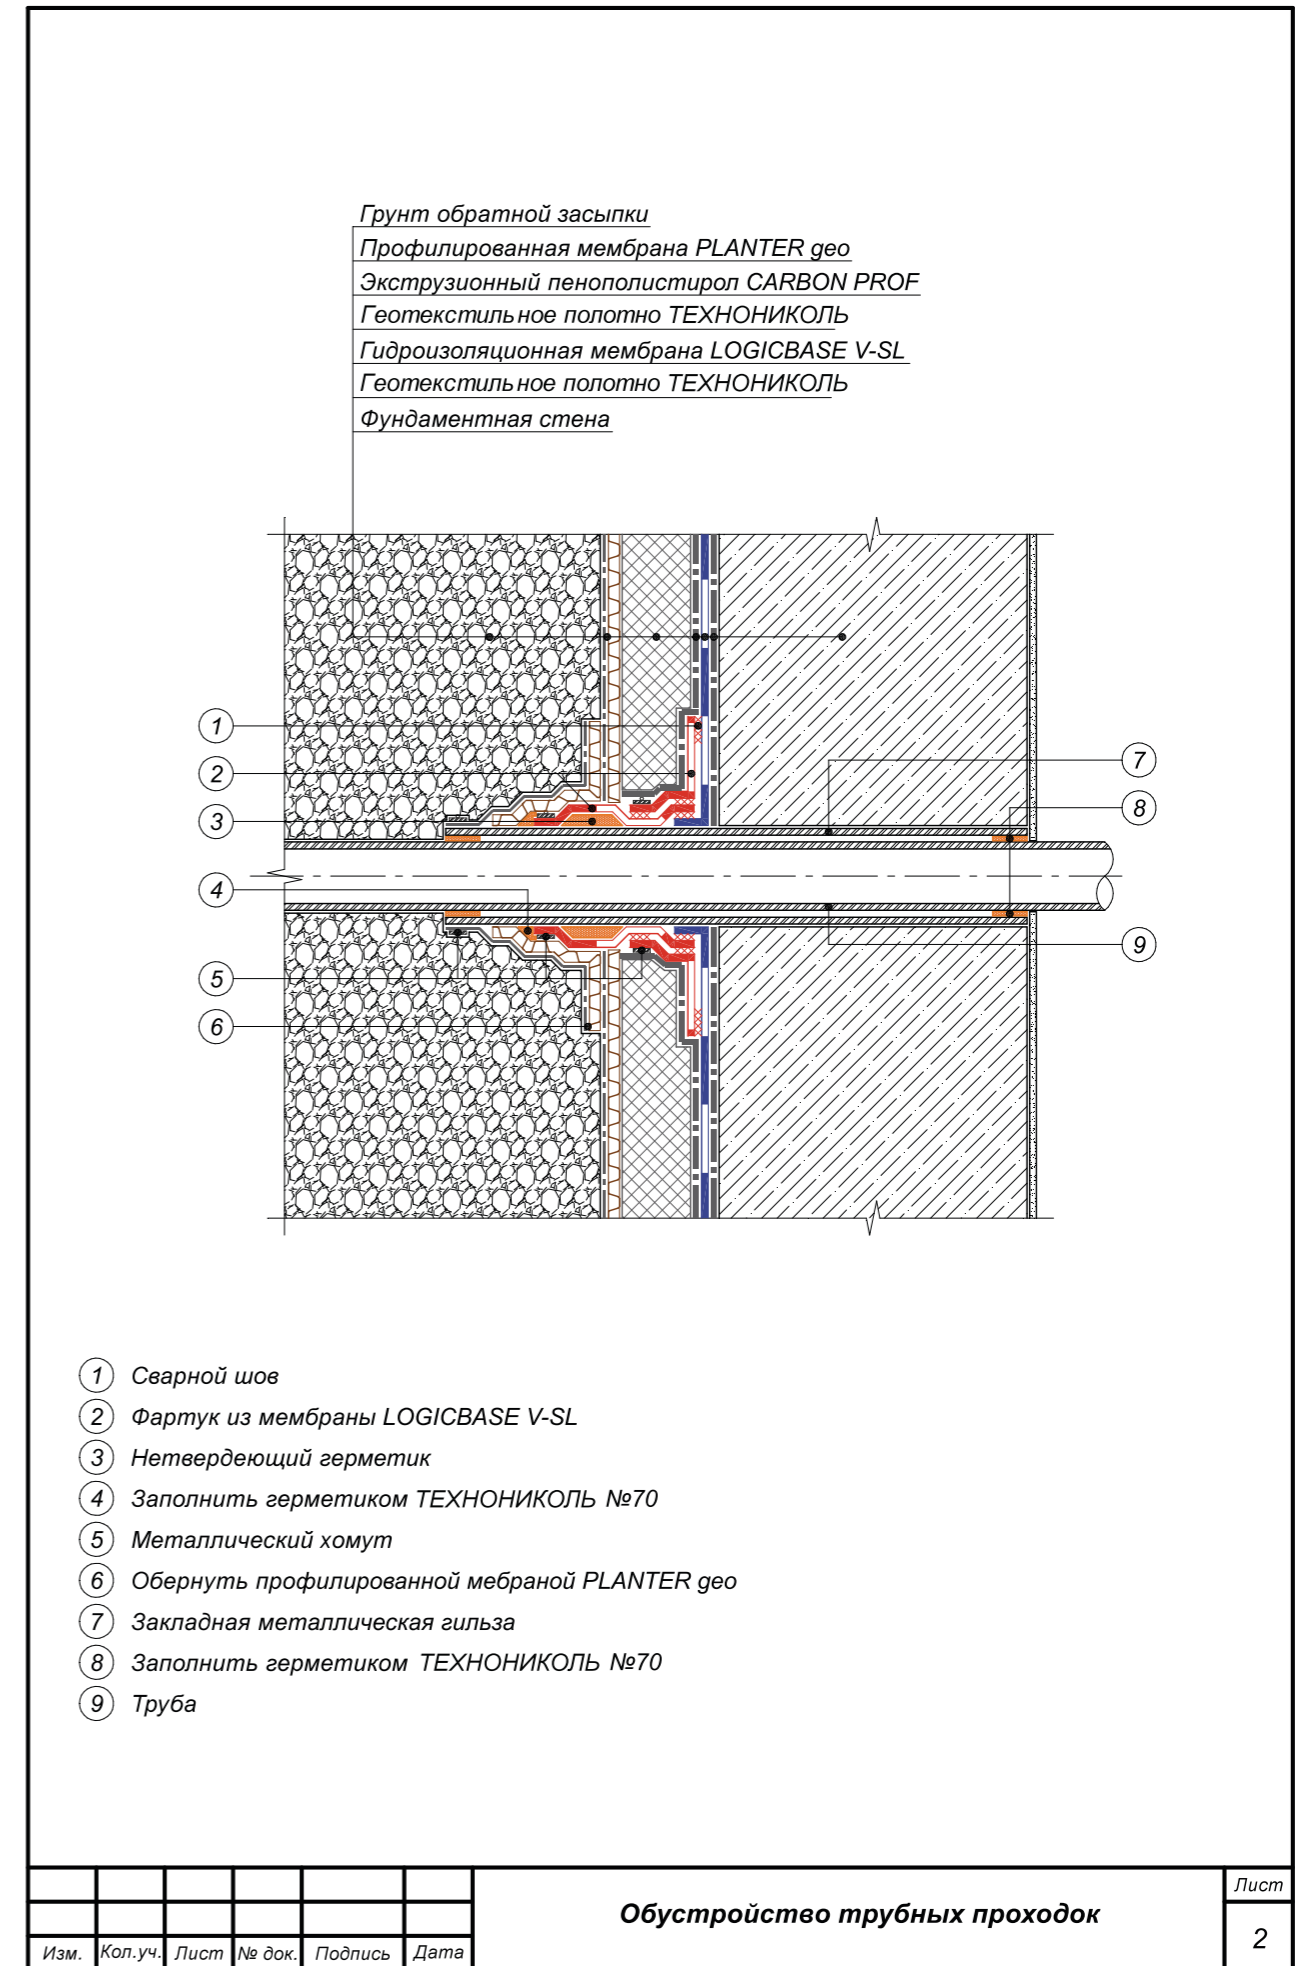 Грунт обратной засыпки
Профилированная мембрана PLANTER geo
Экструзионный пенополистирол CARBON PROF
Геотекстильное полотно ТЕХНОНИКОЛЬ
Гидроизоляционная мембрана LOGICBASE V-SL
Геотекстильное полотно ТЕХНОНИКОЛЬ
Фундаментная стена
1
2
3
4
5
6
7
8
9
1 Сварной шов
2 Фартук из мембраны LOGICBASE V-SL
3 Нетвердеющий герметик
4 Заполнить герметиком ТЕХНОНИКОЛЬ №70
5 Металлический хомут
6 Обернуть профилированной мебраной PLANTER geo
7 Закладная металлическая гильза
8 Заполнить герметиком ТЕХНОНИКОЛЬ №70
9 Труба
Изм. Кол.уч. Лист № док. Подпись Дата
Обустройство трубных проходок
Лист
2